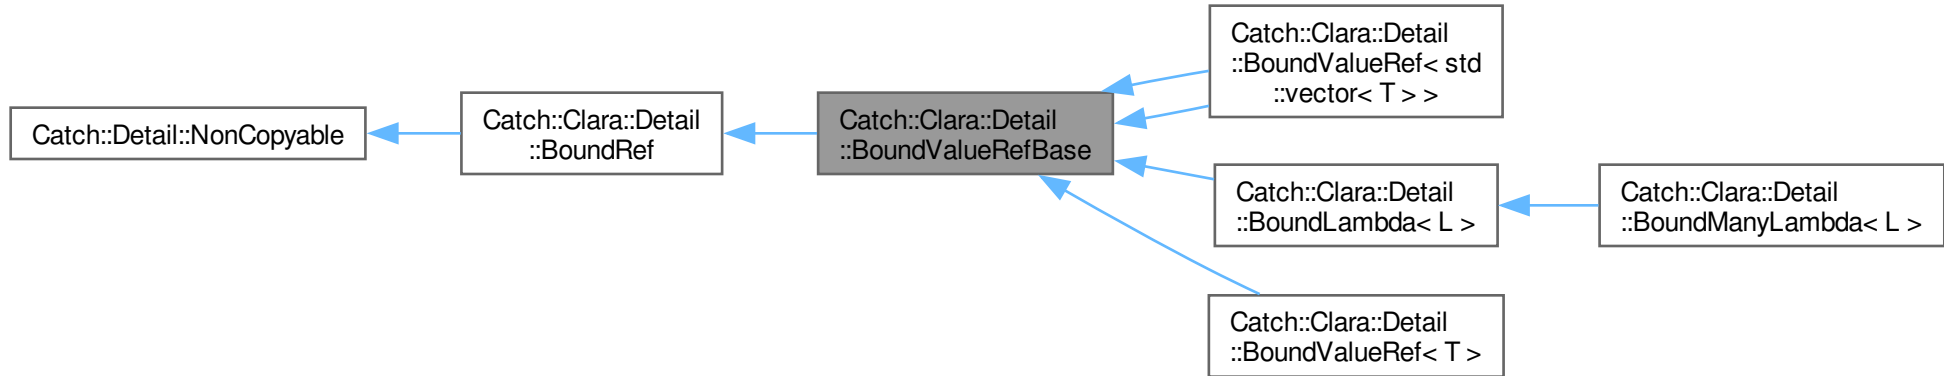 Catch::Detail::NonCopyable
Catch::Clara::Detail
::BoundRef
Catch::Clara::Detail
::BoundValueRefBase
Catch::Clara::Detail
::BoundValueRef< std
::vector< T > >
Catch::Clara::Detail
::BoundLambda< L >
Catch::Clara::Detail
::BoundManyLambda< L >
Catch::Clara::Detail
::BoundValueRef< T >